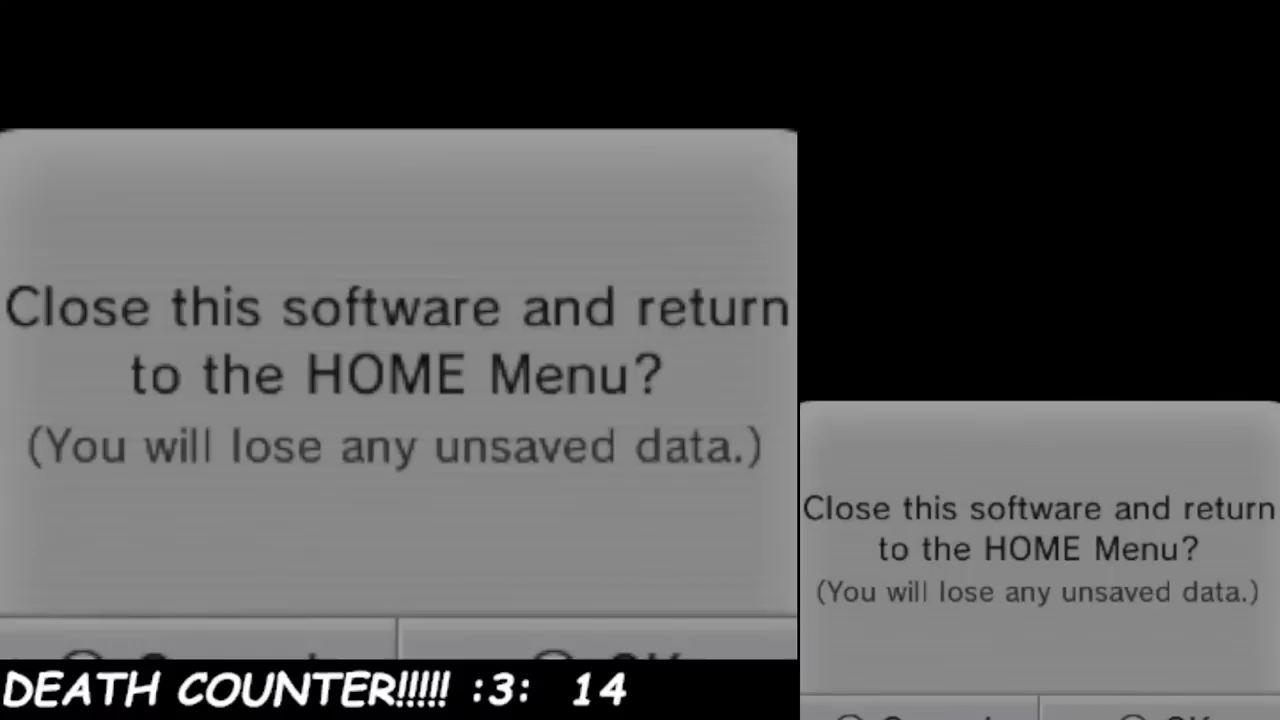 Close this software and return
to the HOME Menu?
(You will lose any unsaved data.)
DEATH COUNTER!!!!! :3: 14
Close this software and return
to the HOME Menu?
(You will lose any unsaved data.)